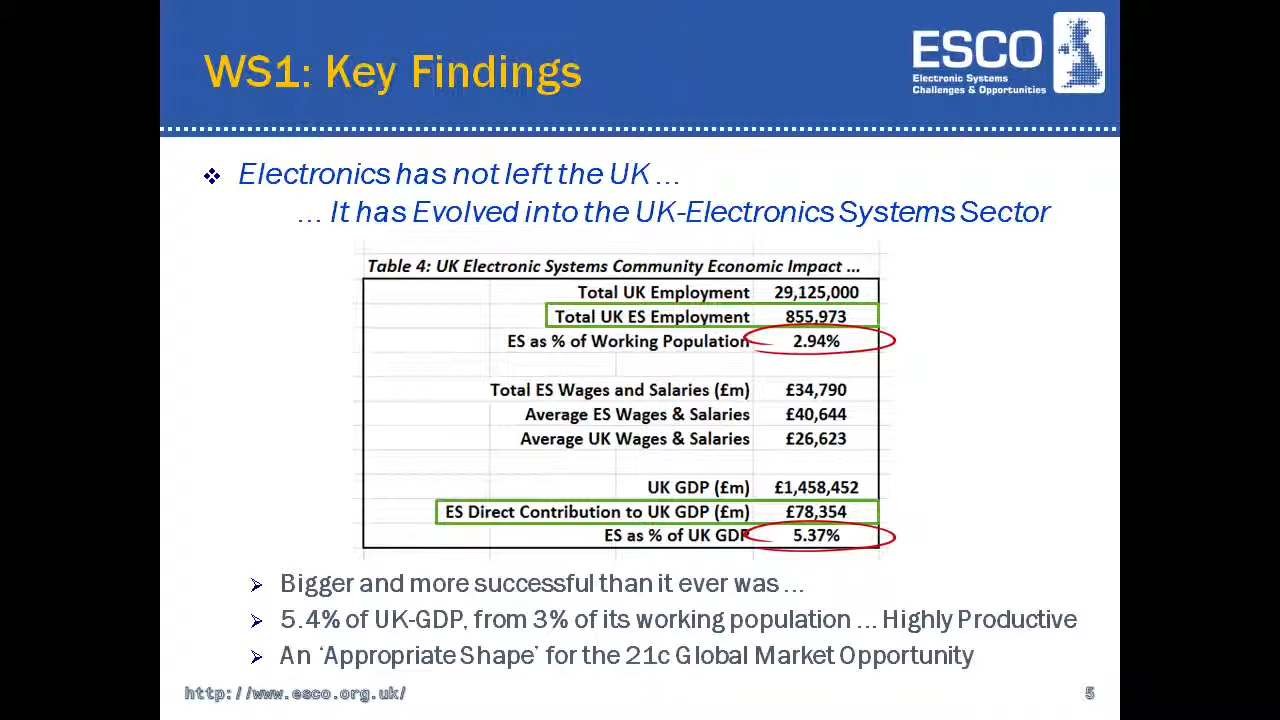 WS1: Key Findings
ESCO
Electronic Systems
Challenges & Opportunities
Electronics has not left the UK ...
... It has Evolved into the UK-Electronics Systems Sector
Table 4: UK Electronic Systems Community Economic Impact ...
Total UK Employment 29,125,000
Total UK ES Employment 855,973
ES as % of Working Population 2.94%
Total ES Wages and Salaries (£m) £34,790
Average ES Wages & Salaries £40,644
Average UK Wages & Salaries £26,623
UK GDP (£m) £1,458,452
ES Direct Contribution to UK GDP (£m) £78,354
ES as % of UK GDP 5.37%
Bigger and more successful than it ever was ...
5.4% of UK-GDP, from 3% of its working population ... Highly Productive
An ‘Appropriate Shape’ for the 21c Global Market Opportunity
http://www.esco.org.uk/
5